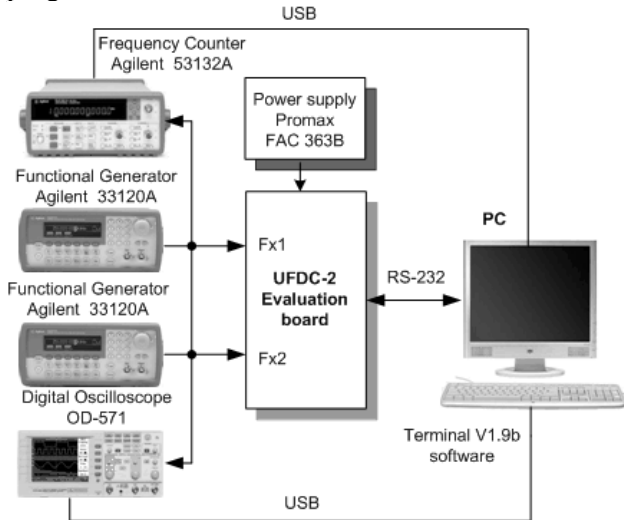 USB
Frequency Counter
Agilent 53132A
Power supply
Promax
FAC 363B
Functional Generator
Agilent 33120A
PC
Fx1
UFDC-2
Evaluation
board
RS-232
Functional Generator
Agilent 33120A
Fx2
Digital Oscilloscope
OD-571
Terminal V1.9b
software
USB